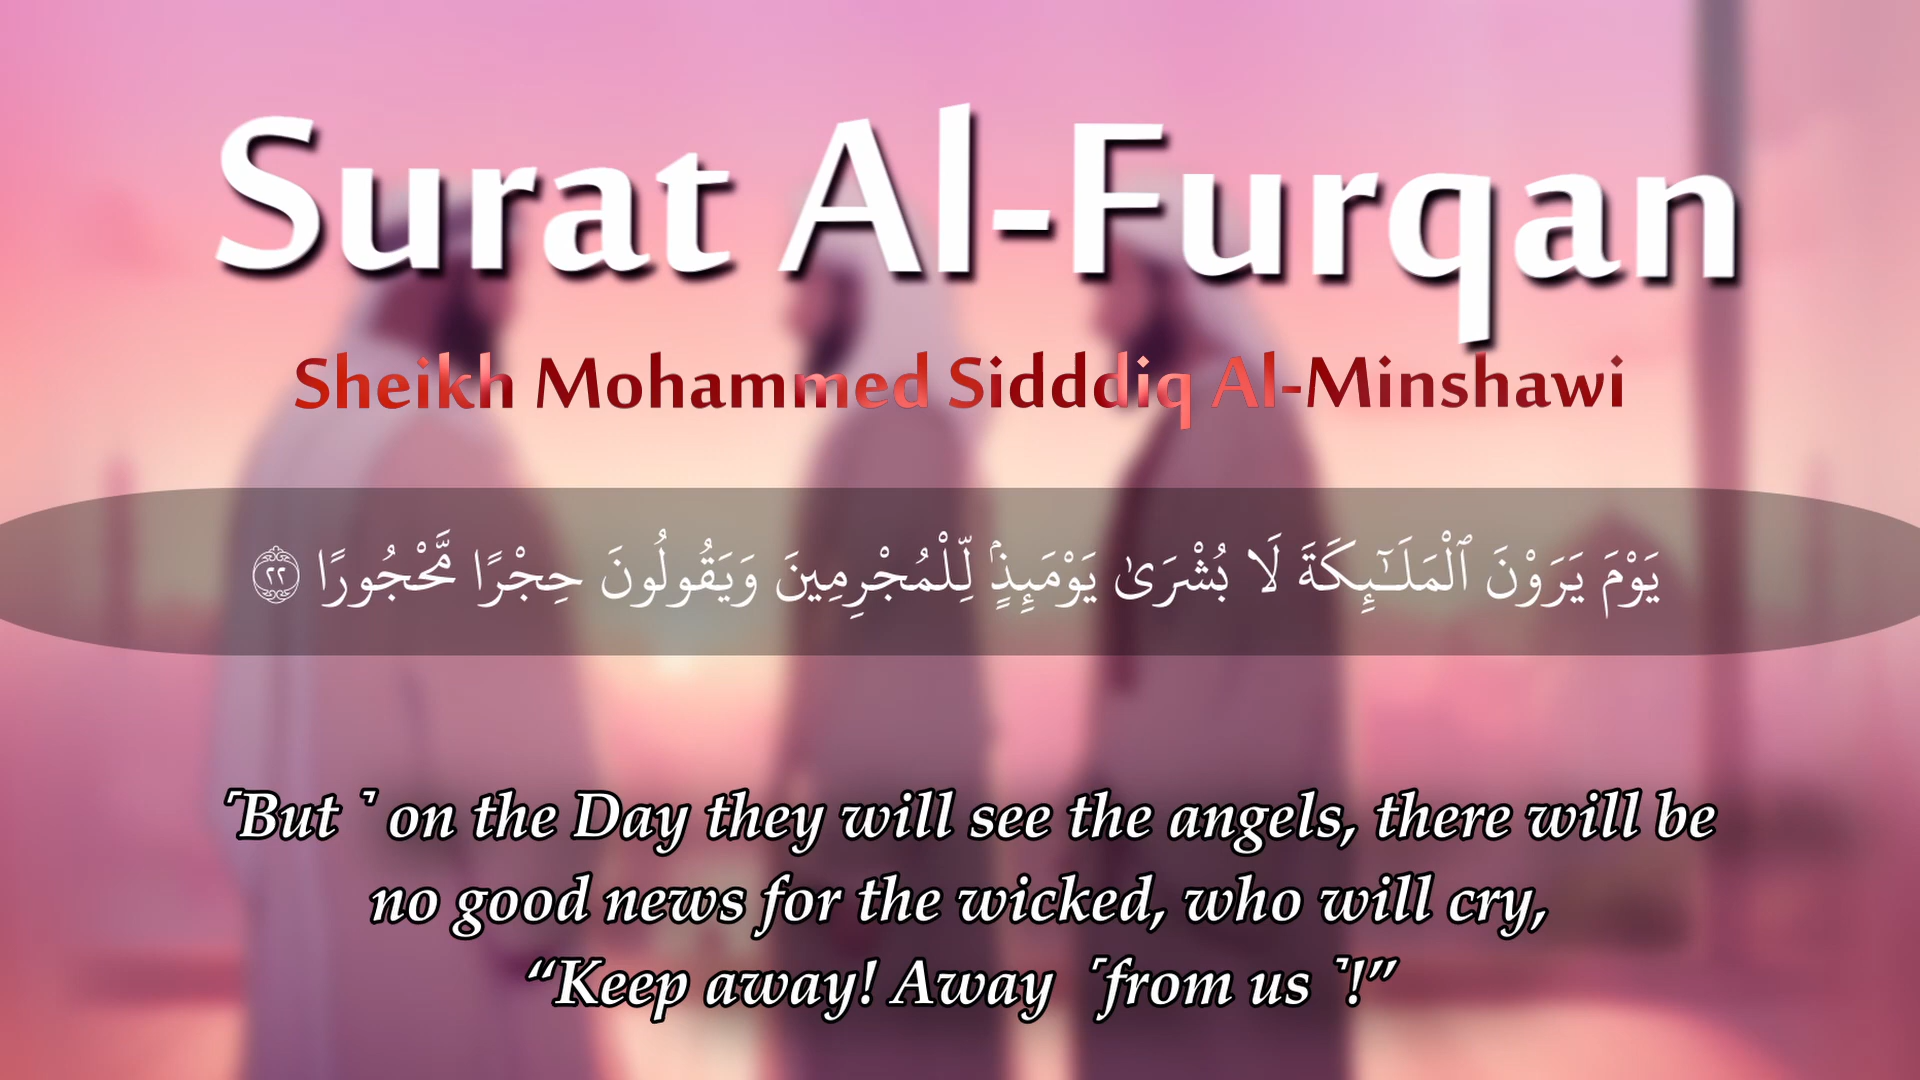 Surat Al-Furqan
Sheikh Mohammed Sidddiq Al-Minshawi
يَوْمَ يَرَوْنَ ٱلْمَلَـٰٓئِكَةَ لَا بُشْرَىٰ يَوْمَئِذٍۢ لِّلْمُجْرِمِينَ وَيَقُولُونَ حِجْرًا مَّحْجُورًا ٢٢
˹But ˺ on the Day they will see the angels, there will be
no good news for the wicked, who will cry,
“Keep away! Away ˹from us ˺!”